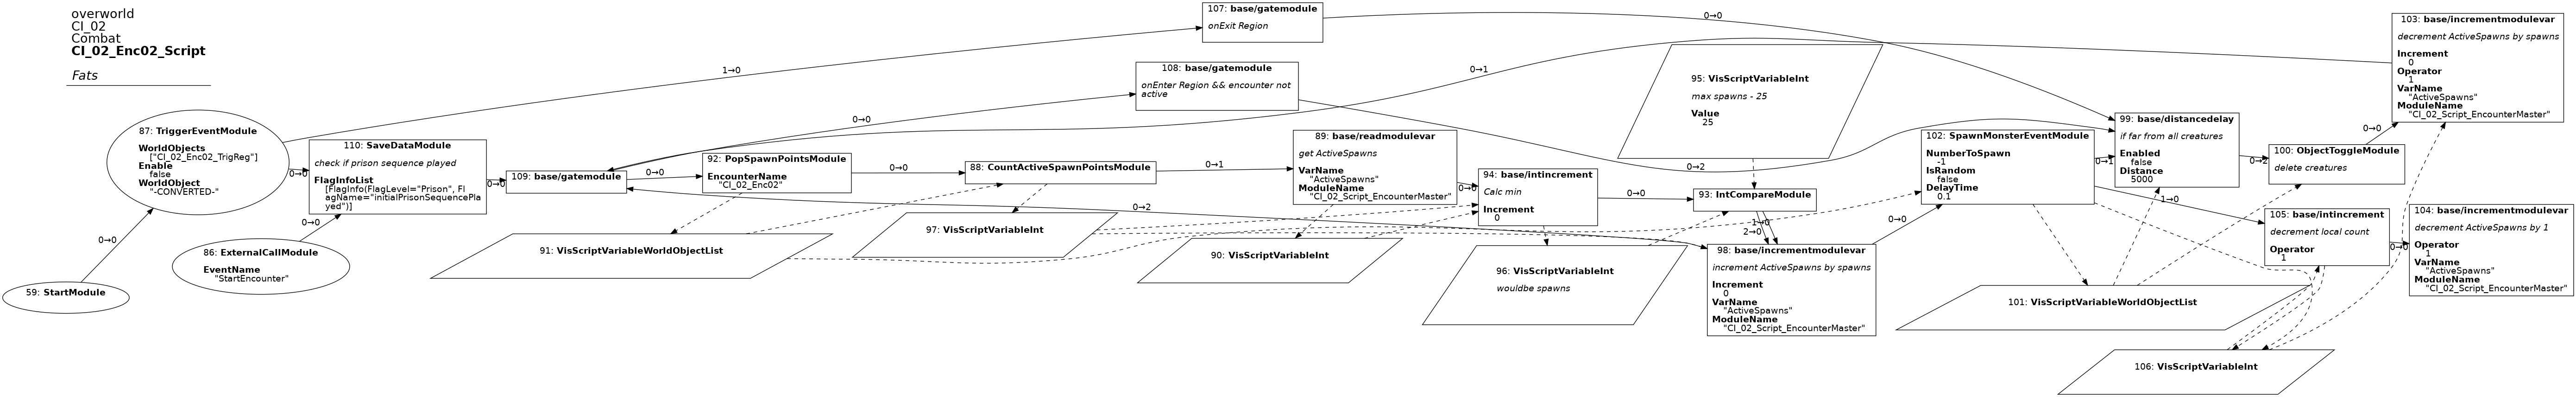 overworld
CI_02
Combat
CI_02_Enc02_Script
Fats
107: base/gatemodule
onExit Region
103: base/incrementmodulevar
decrement ActiveSpawns by spawns
Increment
0
Operator
1
VarName
"ActiveSpawns"
ModuleName
"CI_02_Script_EncounterMaster"
108: base/gatemodule
onEnter Region && encounter not
active
95: VisScriptVariableInt
max spawns - 25
Value
25
87: TriggerEventModule
WorldObjects
["CI_02_Enc02_TrigReg"]
Enable
false
WorldObject
"-CONVERTED-"
110: SaveDataModule
check if prison sequence played
FlagInfoList
[FlagInfo(FlagLevel="Prison", Fl
agName="initialPrisonSequencePla
yed")]
109: base/gatemodule
92: PopSpawnPointsModule
EncounterName
"CI_02_Enc02"
88: CountActiveSpawnPointsModule
89: base/readmodulevar
get ActiveSpawns
VarName
"ActiveSpawns"
ModuleName
"CI_02_Script_EncounterMaster"
94: base/intincrement
Calc min
Increment
0
93: IntCompareModule
102: SpawnMonsterEventModule
NumberToSpawn
-1
IsRandom
false
DelayTime
0.1
99: base/distancedelay
if far from all creatures
Enabled
false
Distance
5000
100: ObjectToggleModule
delete creatures
59: StartModule
86: ExternalCallModule
EventName
"StartEncounter"
91: VisScriptVariableWorldObjectList
97: VisScriptVariableInt
90: VisScriptVariableInt
96: VisScriptVariableInt
wouldbe spawns
98: base/incrementmodulevar
increment ActiveSpawns by spawns
Increment
0
VarName
"ActiveSpawns"
ModuleName
"CI_02_Script_EncounterMaster"
105: base/intincrement
decrement local count
Operator
1
104: base/incrementmodulevar
decrement ActiveSpawns by 1
Operator
1
VarName
"ActiveSpawns"
ModuleName
"CI_02_Script_EncounterMaster"
101: VisScriptVariableWorldObjectList
106: VisScriptVariableInt
0→0
1→0
0→1
0→0
0→2
0→0
0→0
0→0
0→0
0→0
0→0
0→1
0→0
0→0
0→2
1→0
2→0
0→0
0→1
0→2
0→0
1→0
0→0